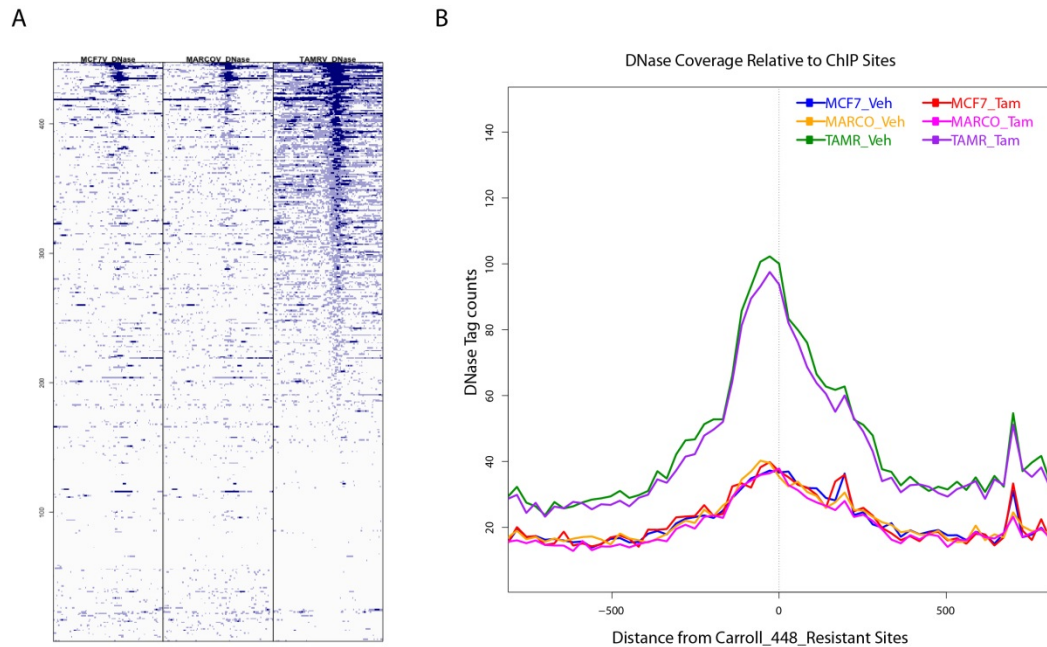 A
MCF7V_DNase
MARCOV_DNase
TAMRV_DNase
400
300
200
100
B
DNase Coverage Relative to ChIP Sites
MCF7_Veh
MCF7_Tam
MARCO_Veh
MARCO_Tam
TAMR_Veh
TAMR_Tam
DNase Tag counts
140
120
100
80
60
40
20
−500
0
500
Distance from Carroll_448_Resistant Sites